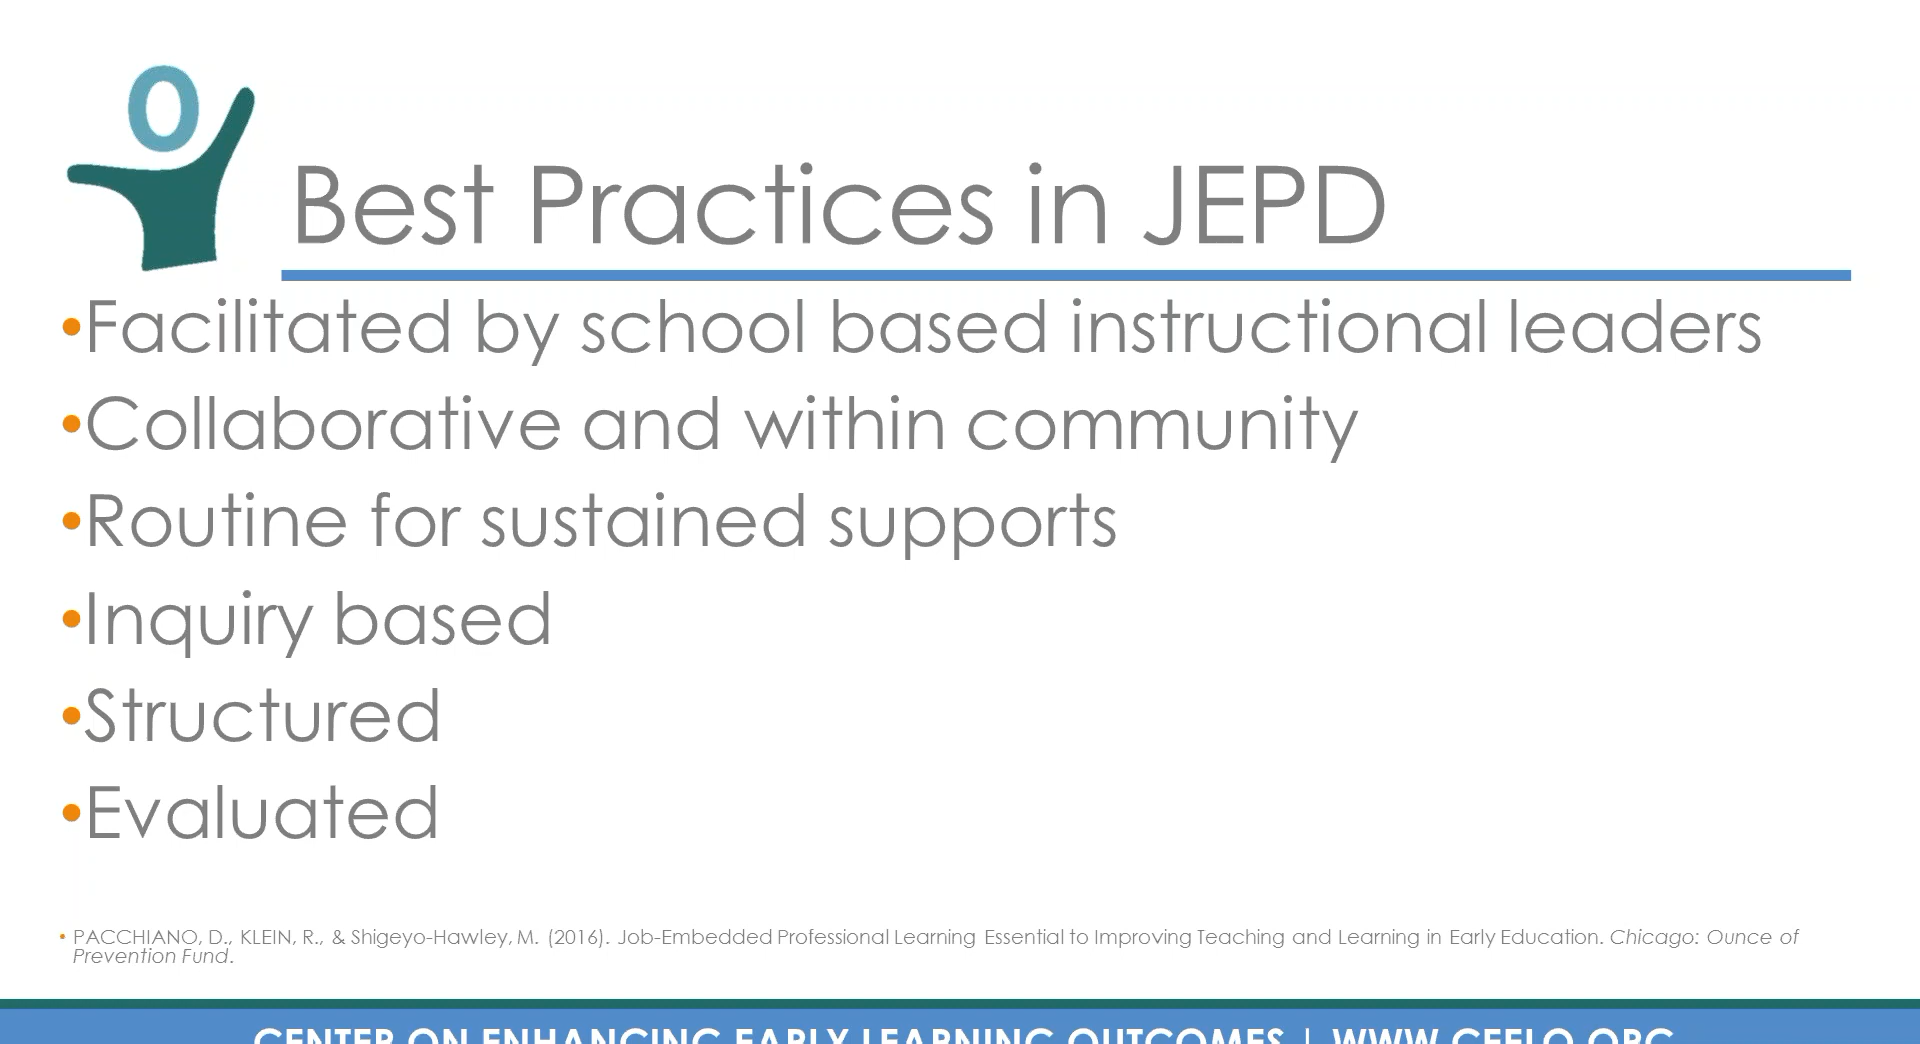 Best Practices in JEPD
•Facilitated by school based instructional leaders
•Collaborative and within community
•Routine for sustained supports
•Inquiry based
•Structured
•Evaluated
• PACCHIANO, D., KLEIN, R., & Shigeyo-Hawley, M. (2016). Job-Embedded Professional Learning Essential to Improving Teaching and Learning in Early Education. Chicago: Ounce of
Prevention Fund.
CENTER ON ENHANCING EARLY LEARNING OUTCOMES | WWW.CEELO.ORG